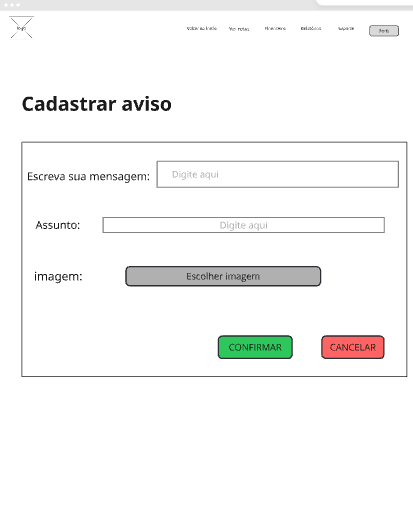 logo
Voltar ao início Ver notas Financeiro Relatórios Suporte Perfil
Cadastrar aviso
Escreva sua mensagem: Digite aqui
Assunto: Digite aqui
imagem: Escolher imagem
CONFIRMAR CANCELAR